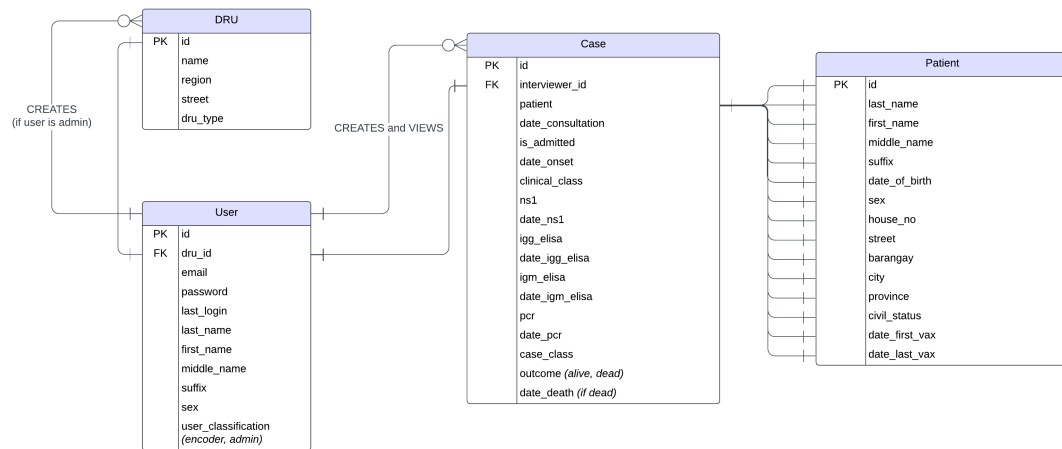 DRU
PK id
name
region
street
dru_type
CREATES
(if user is admin)
User
PK id
FK dru_id
email
password
last_login
last_name
first_name
middle_name
suffix
sex
user_classification
(encoder, admin)
CREATES and VIEWS
Case
PK id
FK interviewer_id
patient
date_consultation
is_admitted
date_onset
clinical_class
ns1
date_ns1
igg_elisa
date_igg_elisa
igm_elisa
date_igm_elisa
pcr
date_pcr
case_class
outcome (alive, dead)
date_death (if dead)
Patient
PK id
last_name
first_name
middle_name
suffix
date_of_birth
sex
house_no
street
barangay
city
province
civil_status
date_first_vax
date_last_vax